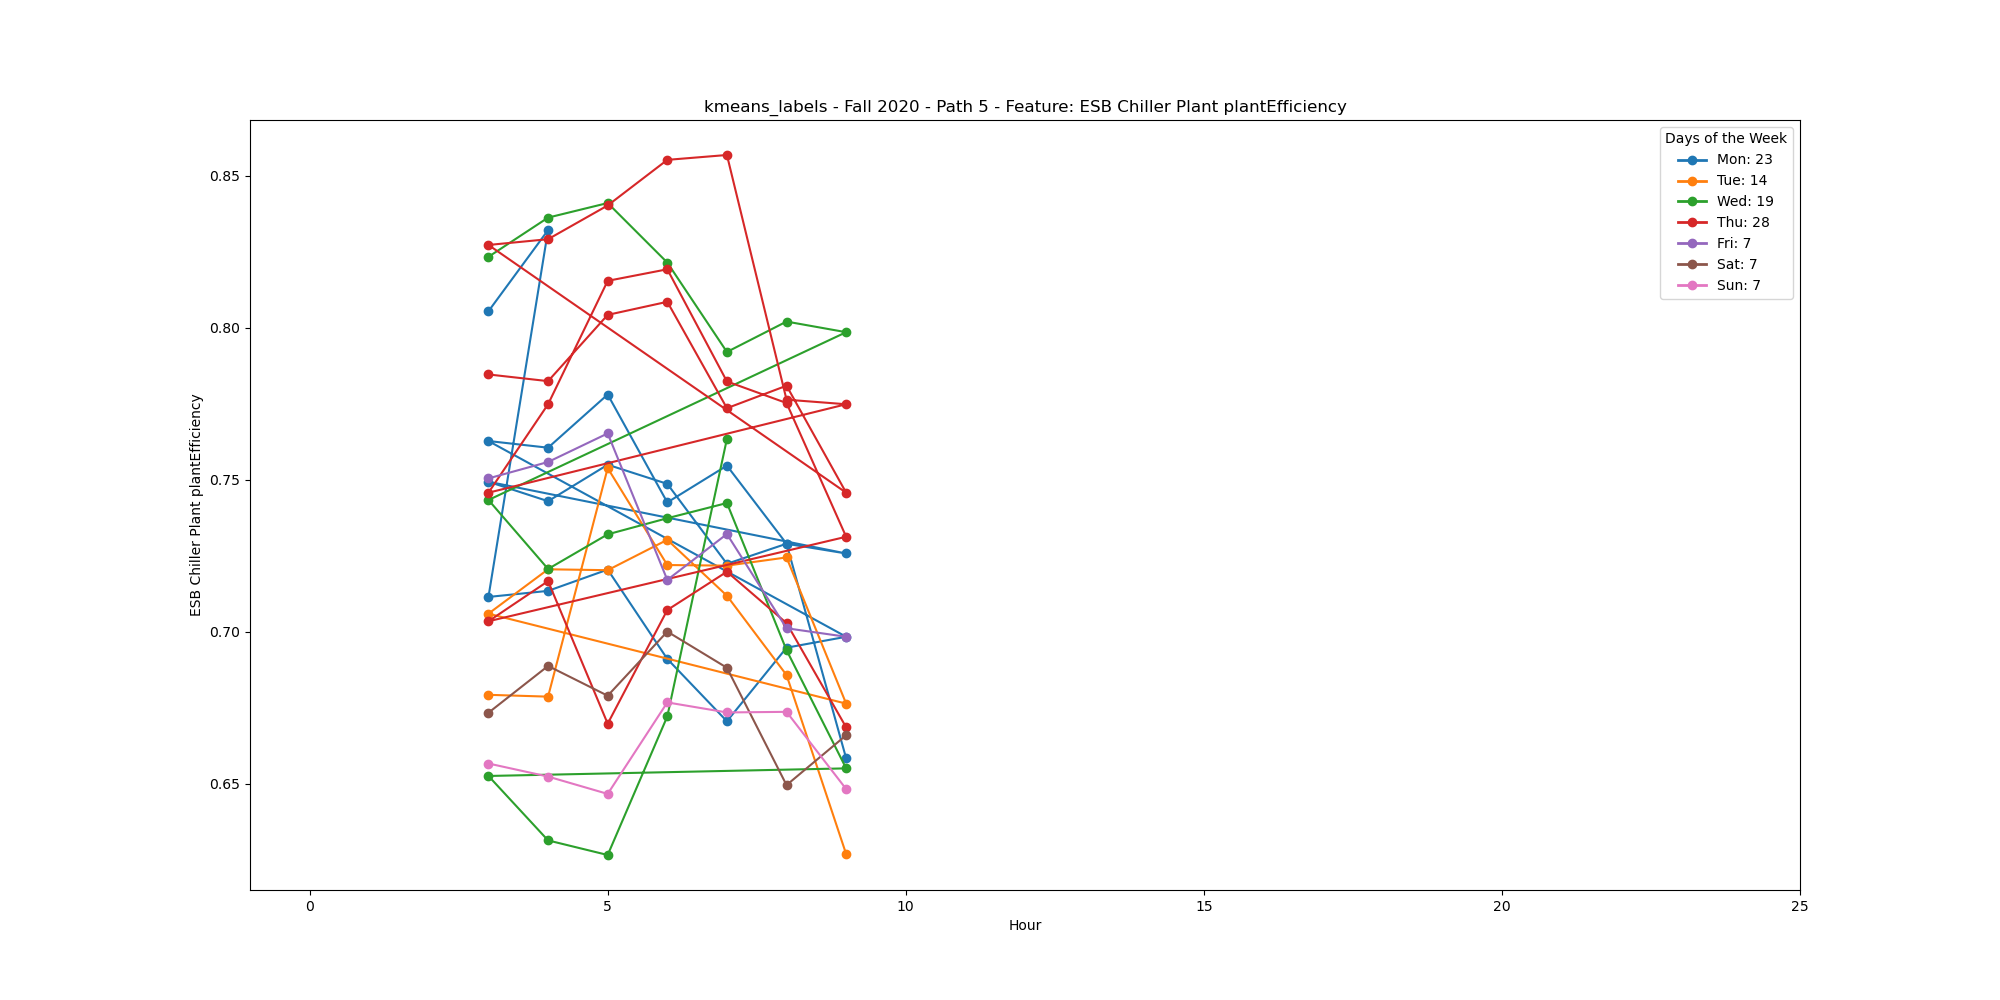 kmeans_labels - Fall 2020 - Path 5 - Feature: ESB Chiller Plant plantEfficiency
Days of the Week
Mon: 23
Tue: 14
Wed: 19
Thu: 28
Fri: 7
Sat: 7
Sun: 7
ESB Chiller Plant plantEfficiency
0.85
0.80
0.75
0.70
0.65
0 5 10 15 20 25
Hour